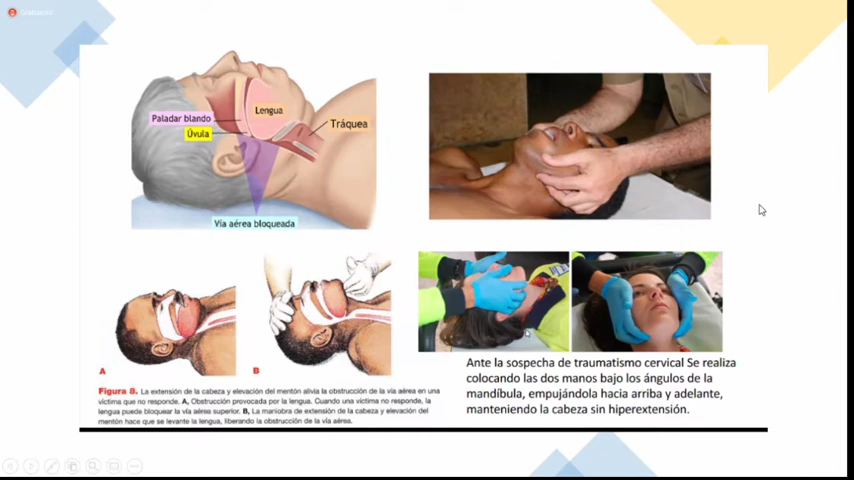 Grabando
Paladar blando
Lengua
Úvula
Tráquea
Vía aérea bloqueada
A
B
Figura 8. La extensión de la cabeza y elevación del mentón alivia la obstrucción de la vía aérea en una
víctima que no responde. A, Obstrucción provocada por la lengua. Cuando una víctima no responde, la
lengua puede bloquear la vía aérea superior. B, La maniobra de extensión de la cabeza y elevación del
mentón hace que se levante la lengua, liberando la obstrucción de la vía aérea.
Ante la sospecha de traumatismo cervical Se realiza
colocando las dos manos bajo los ángulos de la
mandíbula, empujándola hacia arriba y adelante,
manteniendo la cabeza sin hiperextensión.